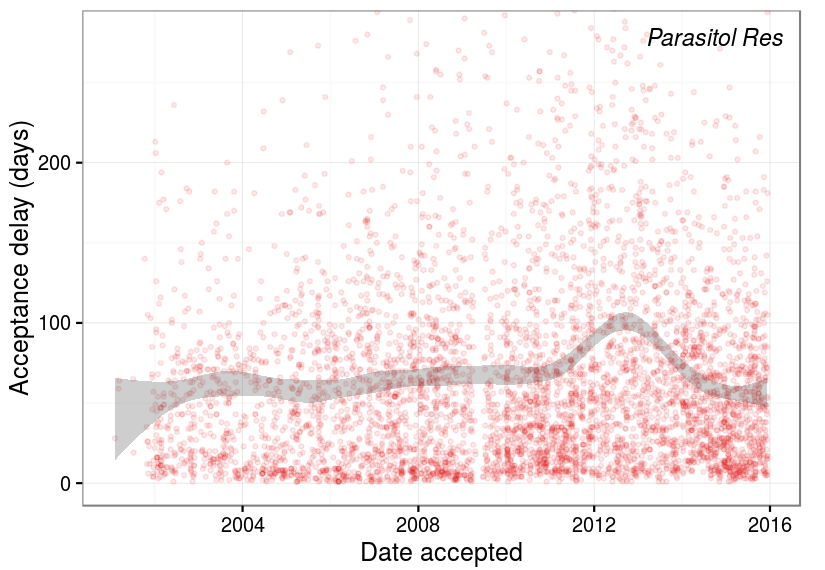 Parasitol Res
Acceptance delay (days)
200
100
0
2004 2008 2012 2016
Date accepted